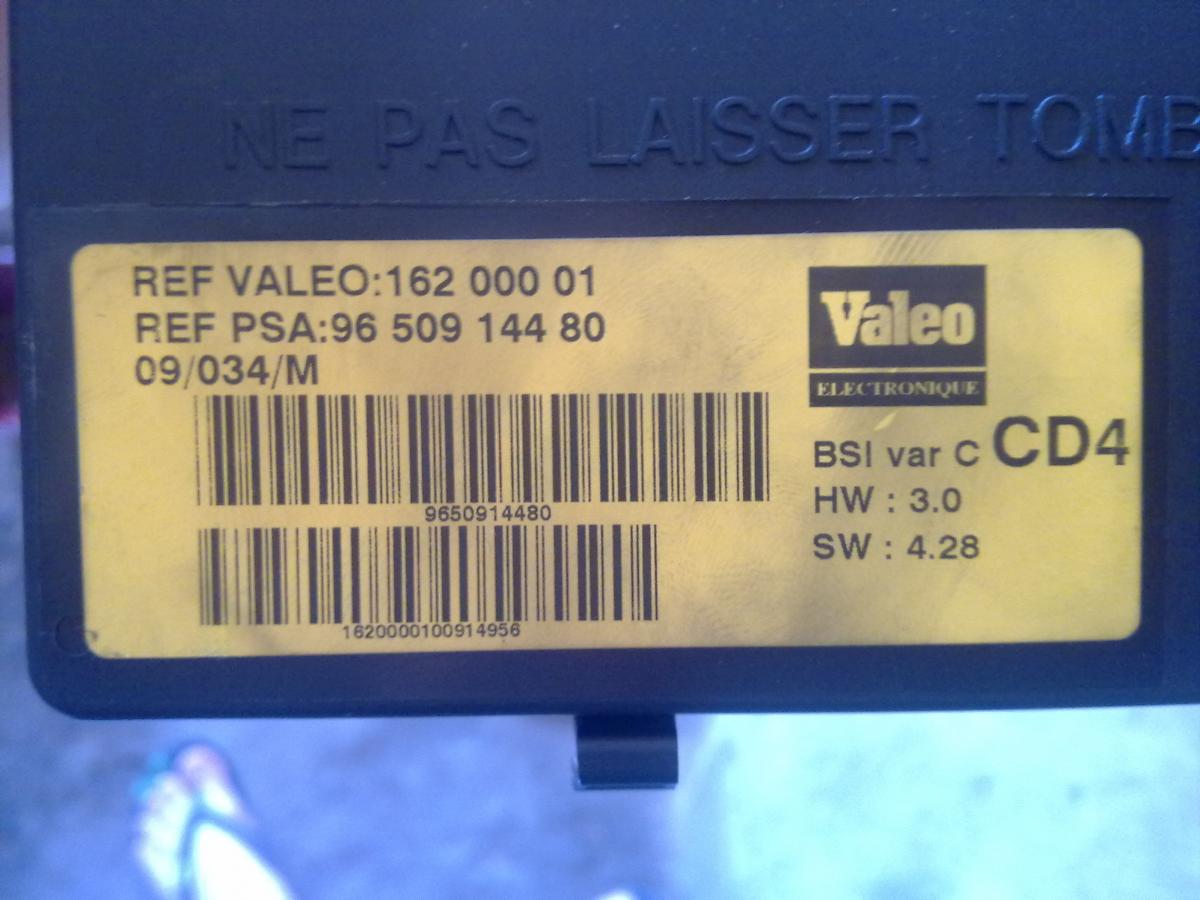 NE PAS LAISSER TOMB
REF VALEO:162 000 01
REF PSA:96 509 144 80
09/034/M
9650914480
1620000100914956
Valeo
ELECTRONIQUE
BSI var C CD4
HW : 3.0
SW : 4.28